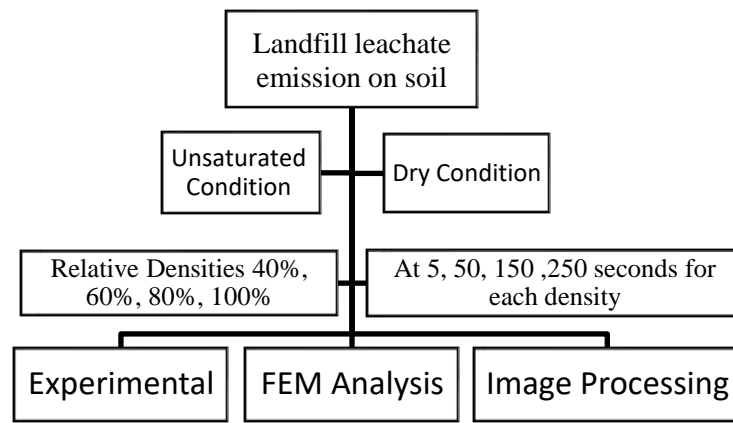 Landfill leachate
emission on soil
Unsaturated
Condition
Dry Condition
Relative Densities 40%,
60%, 80%, 100%
At 5, 50, 150 ,250 seconds for
each density
Experimental
FEM Analysis
Image Processing